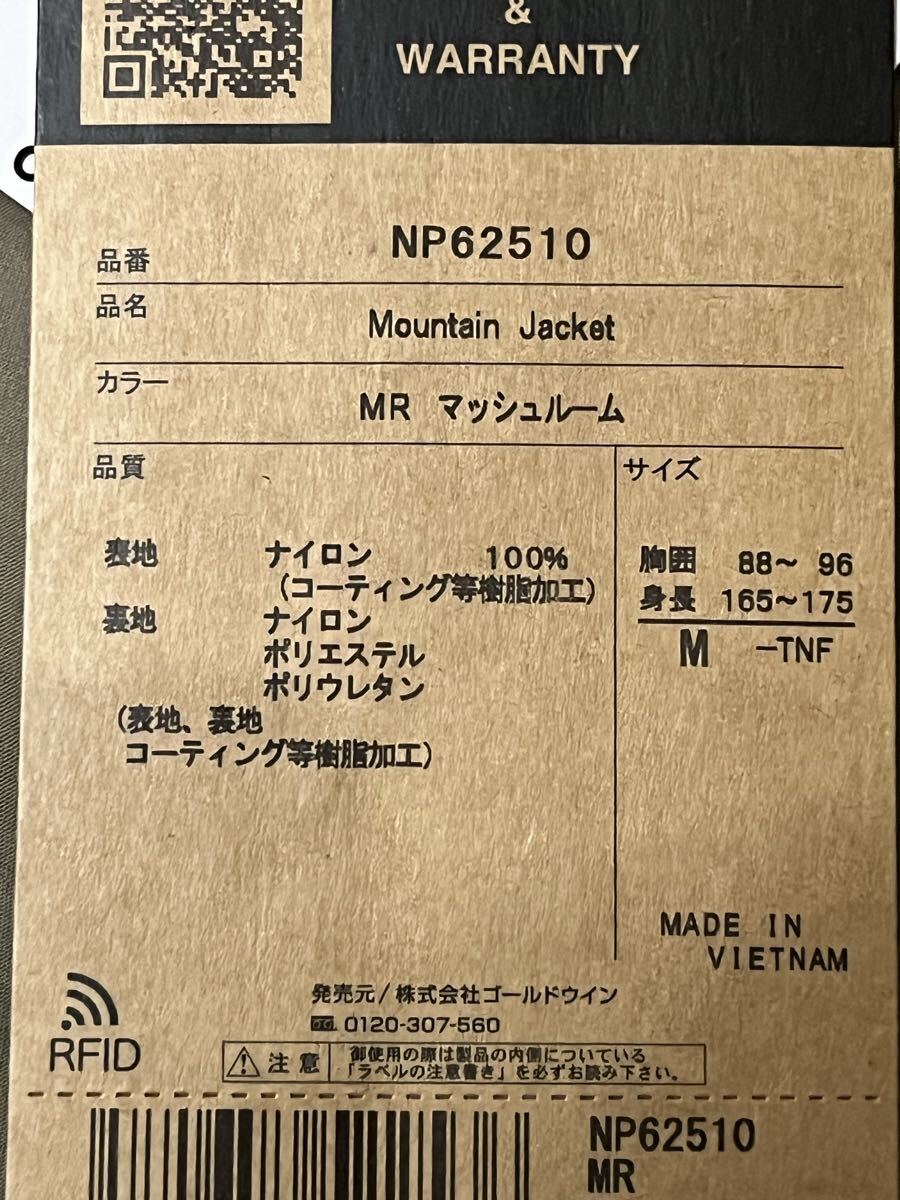 &
WARRANTY
品番 NP62510
品名 Mountain Jacket
カラー MR マッシュルーム
品質
表地 ナイロン 100%
(コーティング等樹脂加工)
裏地 ナイロン
ポリエステル
ポリウレタン
(表地、裏地
コーティング等樹脂加工)
サイズ
胸囲 88〜 96
身長 165〜175
M -TNF
MADE IN
VIETNAM
発売元/株式会社ゴールドウイン
0120-307-560
RFID
注意
御使用の際は製品の内側についている
「ラベルの注意書き」を必ずお読み下さい。
NP62510
MR